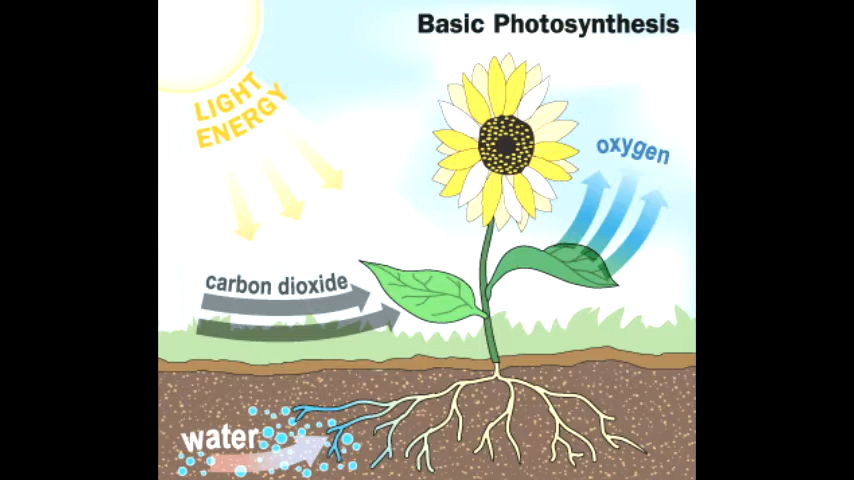 Basic Photosynthesis
LIGHT
ENERGY
oxygen
carbon dioxide
water